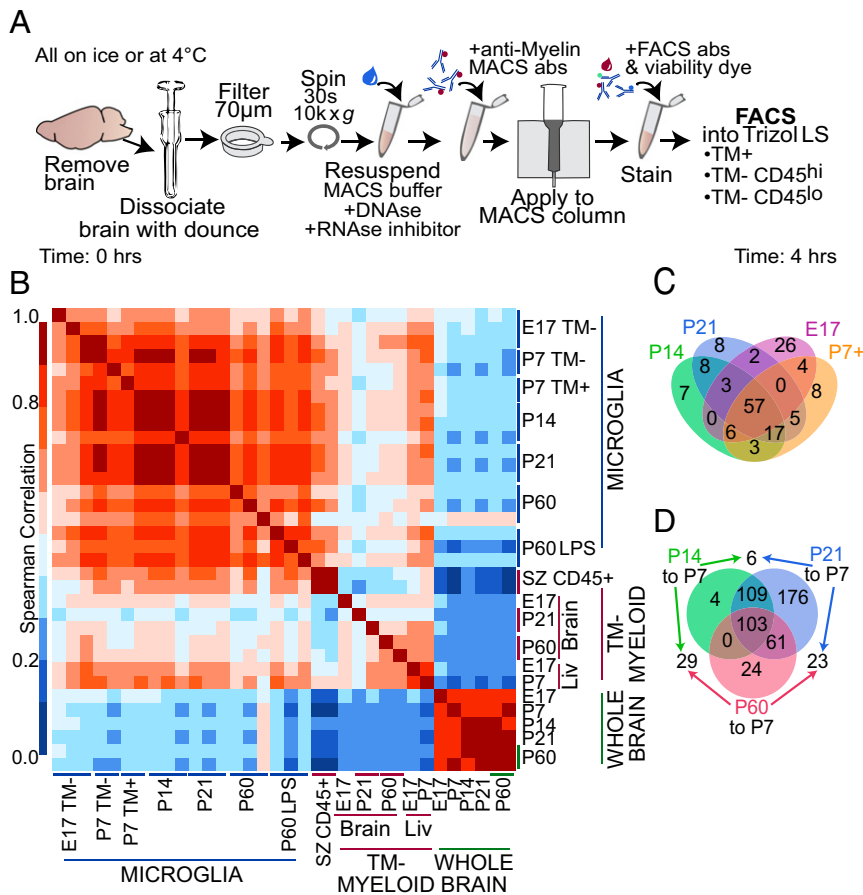 A
All on ice or at 4°C
Remove brain
Dissociate brain with dounce
Filter 70µm
Spin 30s 10k x g
Resuspend MACS buffer +DNAse +RNAse inhibitor
+anti-Myelin MACS abs
Apply to MACS column
+FACS abs & viability dye
Stain
FACS into Trizol LS
•TM+
•TM- CD45hi
•TM- CD45lo
Time: 0 hrs
Time: 4 hrs
B
Spearman Correlation
1.0
0.8
0.2
0.0
E17 TM-
P7 TM-
P7 TM+
P14
P21
P60
P60 LPS
MICROGLIA
SZ CD45+
E17
P21
P60
Brain
E17
P7
Liv
TM- MYELOID
E17
P7
P14
P21
P60
WHOLE BRAIN
E17 TM-
P7 TM-
P7 TM+
P14
P21
P60
P60 LPS
SZ CD45+
E17
P21
P60
E17
P7
E17
P7
P14
P21
P60
Brain
Liv
MICROGLIA
TM- MYELOID
WHOLE BRAIN
C
P14
P21
E17
P7+
8
2
26
8
4
7
3
0
8
57
0
5
6
17
3
D
P14 to P7
6
P21 to P7
4
109
176
103
0
61
29
24
23
P60 to P7